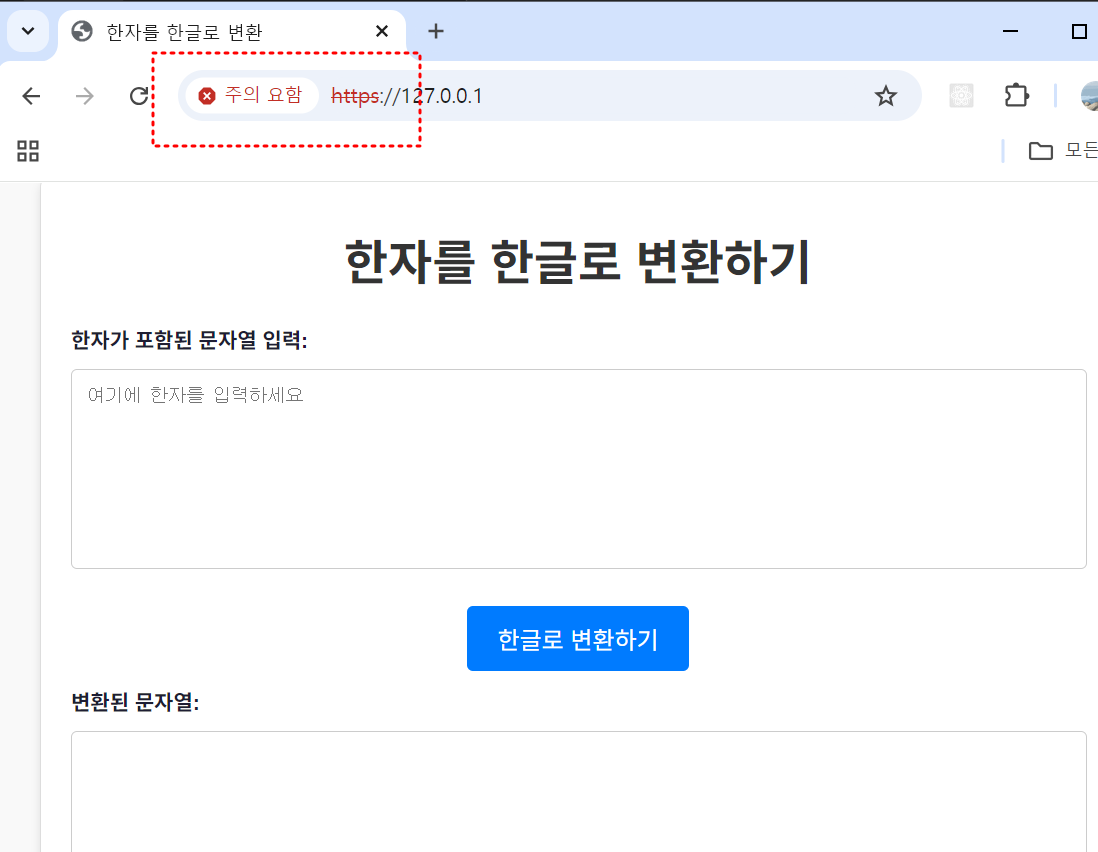 한자를 한글로 변환
주의 요함 https://127.0.0.1
모든
한자를 한글로 변환하기
한자가 포함된 문자열 입력:
여기에 한자를 입력하세요
한글로 변환하기
변환된 문자열: